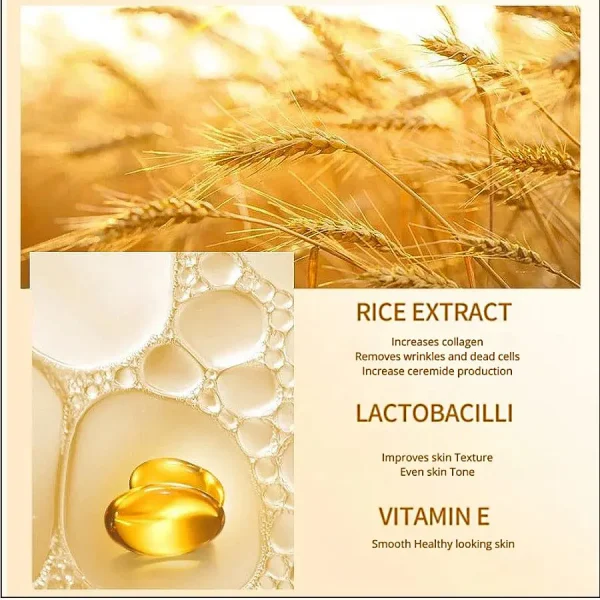 RICE EXTRACT
Increases collagen
Removes wrinkles and dead cells
Increase ceremide production
LACTOBACILLI
Improves skin Texture
Even skin Tone
VITAMIN E
Smooth Healthy looking skin